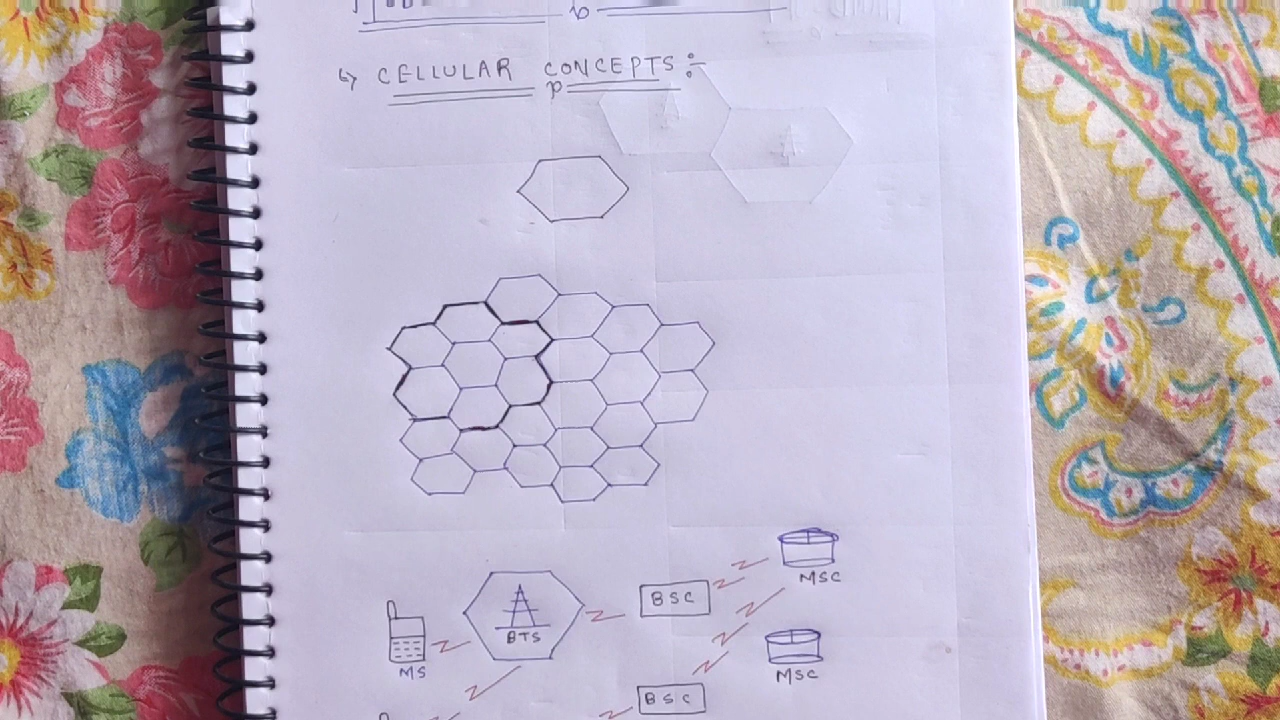 ↳ CELLULAR CONCEPTS :-
MSC
BSC
BTS
MS
MSC
BSC